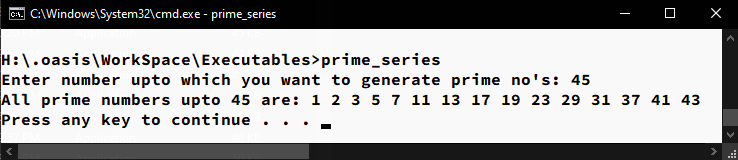 C:\Windows\System32\cmd.exe - prime_series
H:\.oasis\WorkSpace\Executables>prime_series
Enter number upto which you want to generate prime no's: 45
All prime numbers upto 45 are: 1 2 3 5 7 11 13 17 19 23 29 31 37 41 43
Press any key to continue . . .